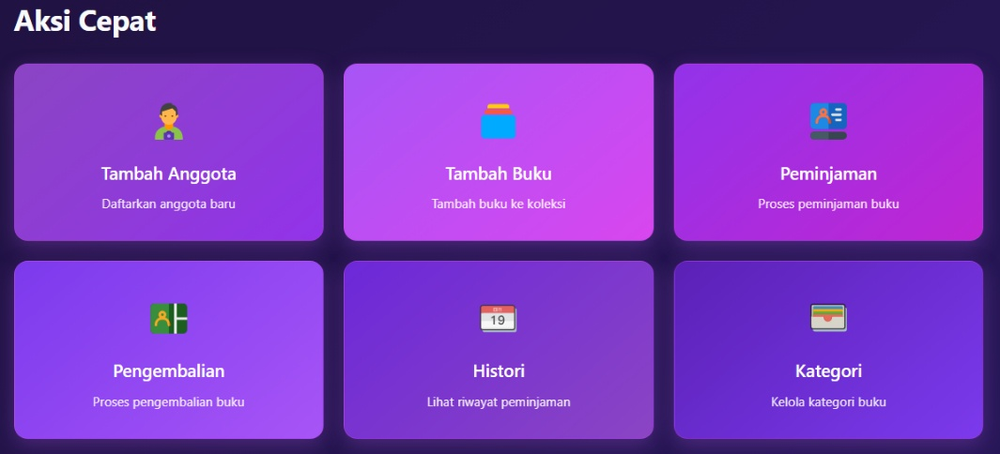 Aksi Cepat
Tambah Anggota
Daftarkan anggota baru
Tambah Buku
Tambah buku ke koleksi
Peminjaman
Proses peminjaman buku
Pengembalian
Proses pengembalian buku
19
Histori
Lihat riwayat peminjaman
Kategori
Kelola kategori buku